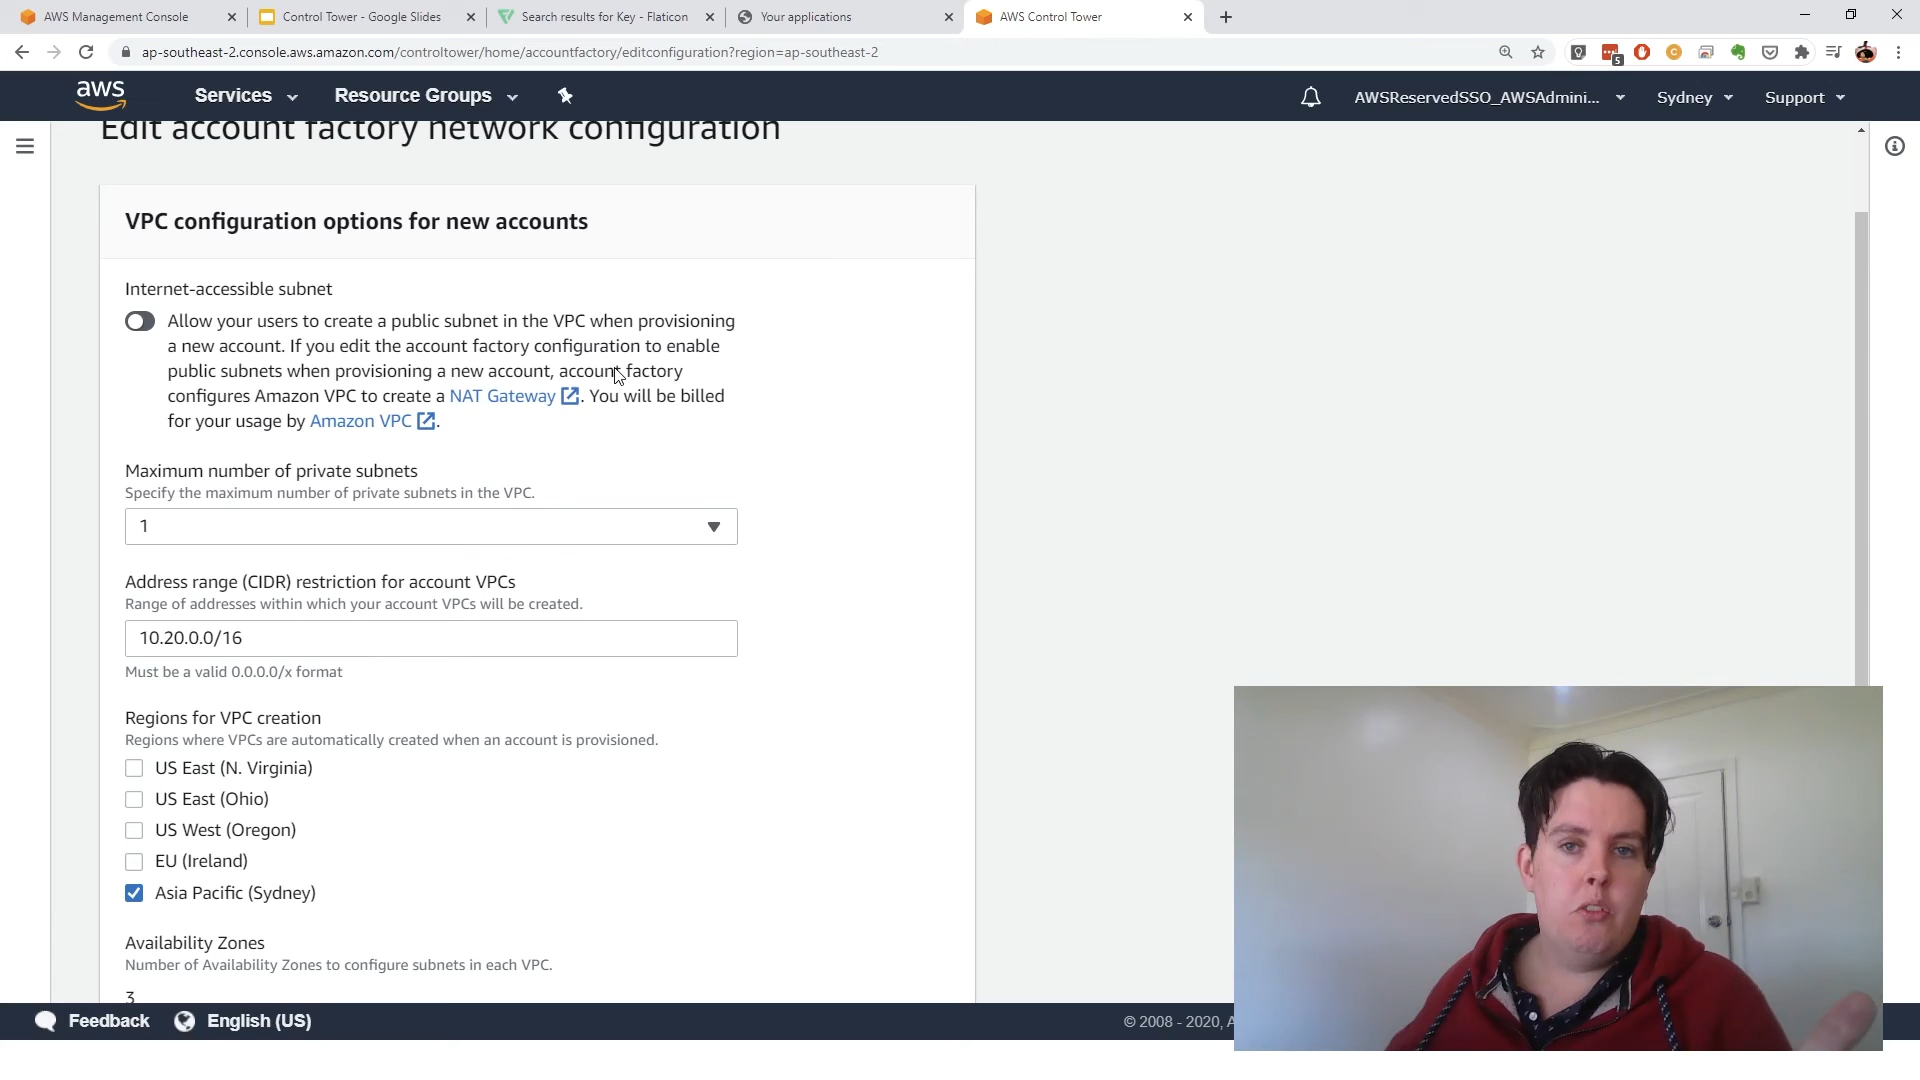 AWS Management Console
Control Tower - Google Slides
Search results for Key - Flaticon
Your applications
AWS Control Tower
ap-southeast-2.console.aws.amazon.com/controltower/home/accountfactory/editconfiguration?region=ap-southeast-2
5
aws
Services
Resource Groups
AWSReservedSSO_AWSAdmini...
Sydney
Support
Edit account factory network configuration
VPC configuration options for new accounts
Internet-accessible subnet
Allow your users to create a public subnet in the VPC when provisioning
a new account. If you edit the account factory configuration to enable
public subnets when provisioning a new account, account factory
configures Amazon VPC to create a NAT Gateway. You will be billed
for your usage by Amazon VPC.
Maximum number of private subnets
Specify the maximum number of private subnets in the VPC.
1
Address range (CIDR) restriction for account VPCs
Range of addresses within which your account VPCs will be created.
10.20.0.0/16
Must be a valid 0.0.0.0/x format
Regions for VPC creation
Regions where VPCs are automatically created when an account is provisioned.
US East (N. Virginia)
US East (Ohio)
US West (Oregon)
EU (Ireland)
Asia Pacific (Sydney)
Availability Zones
Number of Availability Zones to configure subnets in each VPC.
3
Feedback
English (US)
© 2008 - 2020, A